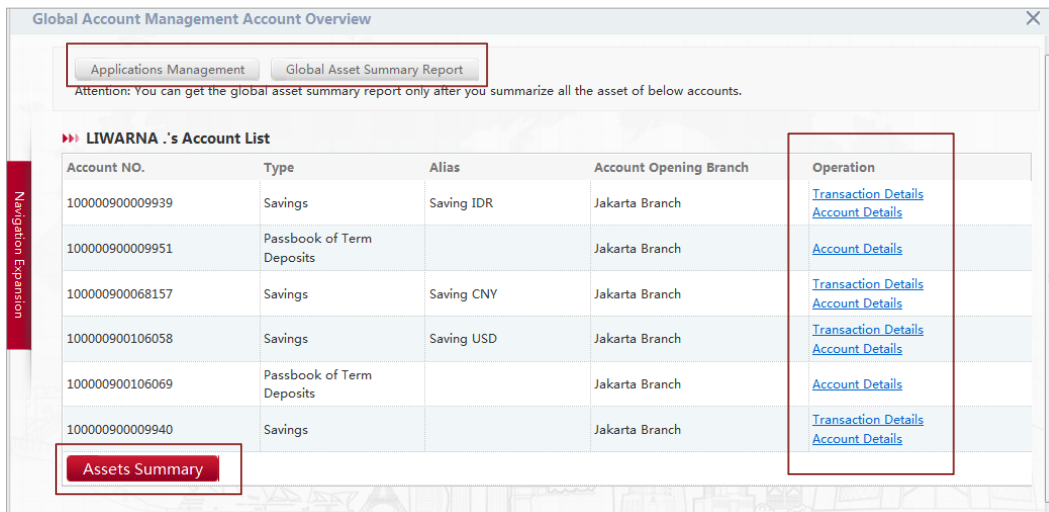 Global Account Management Account Overview
Applications Management Global Asset Summary Report
Attention: You can get the global asset summary report only after you summarize all the asset of below accounts.
LIWARNA .'s Account List
Account NO. Type Alias Account Opening Branch Operation
100000900009939 Savings Saving IDR Jakarta Branch Transaction Details
Account Details
100000900009951 Passbook of Term Deposits Jakarta Branch Account Details
100000900068157 Savings Saving CNY Jakarta Branch Transaction Details
Account Details
100000900106058 Savings Saving USD Jakarta Branch Transaction Details
Account Details
100000900106069 Passbook of Term Deposits Jakarta Branch Account Details
100000900009940 Savings Jakarta Branch Transaction Details
Account Details
Assets Summary
Navigation Expansion